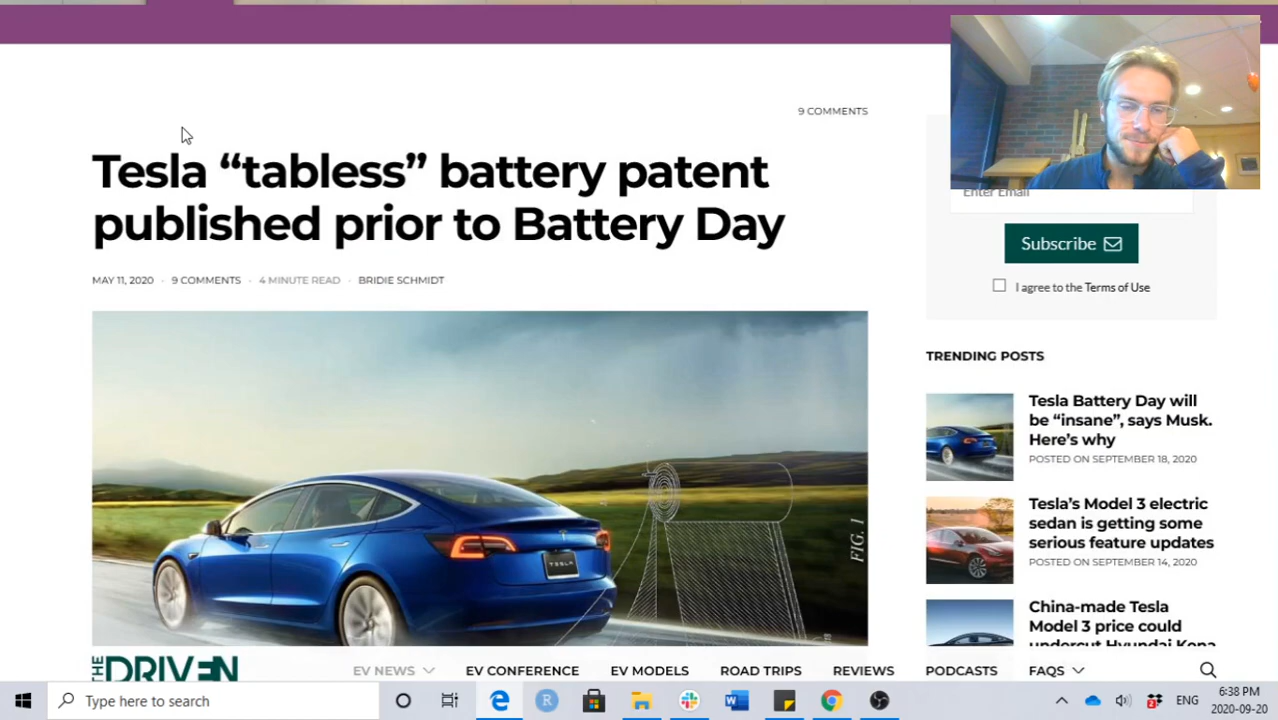 9 COMMENTS
Tesla “tabless” battery patent
published prior to Battery Day
MAY 11, 2020 · 9 COMMENTS · 4 MINUTE READ · BRIDIE SCHMIDT
TESLA
FIG. 1
Enter Email
Subscribe
I agree to the Terms of Use
TRENDING POSTS
Tesla Battery Day will
be “insane”, says Musk.
Here’s why
POSTED ON SEPTEMBER 18, 2020
Tesla’s Model 3 electric
sedan is getting some
serious feature updates
POSTED ON SEPTEMBER 14, 2020
China-made Tesla
Model 3 price could
undercut Hyundai Kona
THE DRIVEN
EV NEWS
EV CONFERENCE
EV MODELS
ROAD TRIPS
REVIEWS
PODCASTS
FAQS
Type here to search
R
W
2
ENG
6:38 PM
2020-09-20